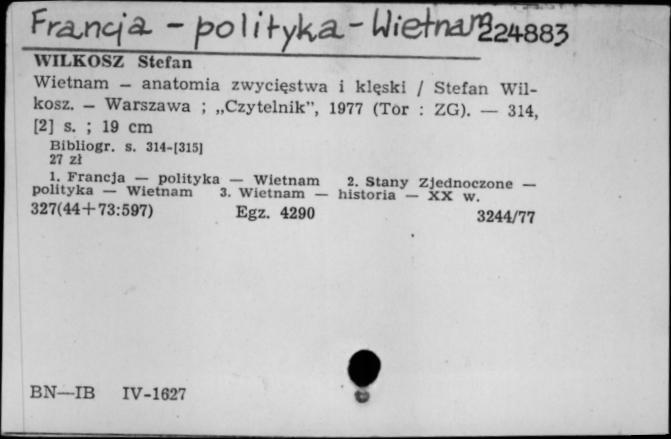 Francja - polityka - Wietnam 224883
WILKOSZ Stefan
Wietnam — anatomia zwycięstwa i klęski / Stefan Wil-
kosz. — Warszawa ; „Czytelnik”, 1977 (Tor : ZG). — 314,
[2] s. ; 19 cm
Bibliogr. s. 314-[315]
27 zł
1. Francja — polityka — Wietnam 2. Stany Zjednoczone —
polityka — Wietnam 3. Wietnam — historia — XX w.
327(44+73:597) Egz. 4290 3244/77
BN—IB IV-1627